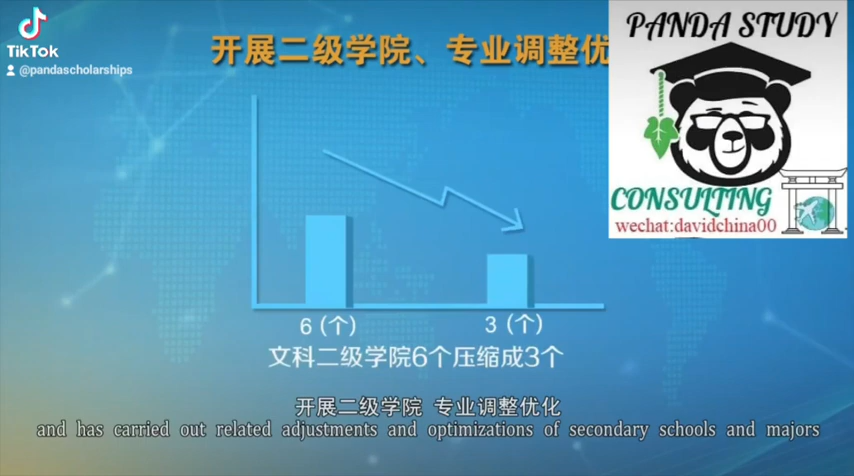 TikTok
@pandascholarships
开展二级学院、专业调整优
PANDA STUDY
CONSULTING
wechat:davidchina00
6 (个)
3 (个)
文科二级学院6个压缩成3个
开展二级学院 专业调整优化
and has carried out related adjustments and optimizations of secondary schools and majors